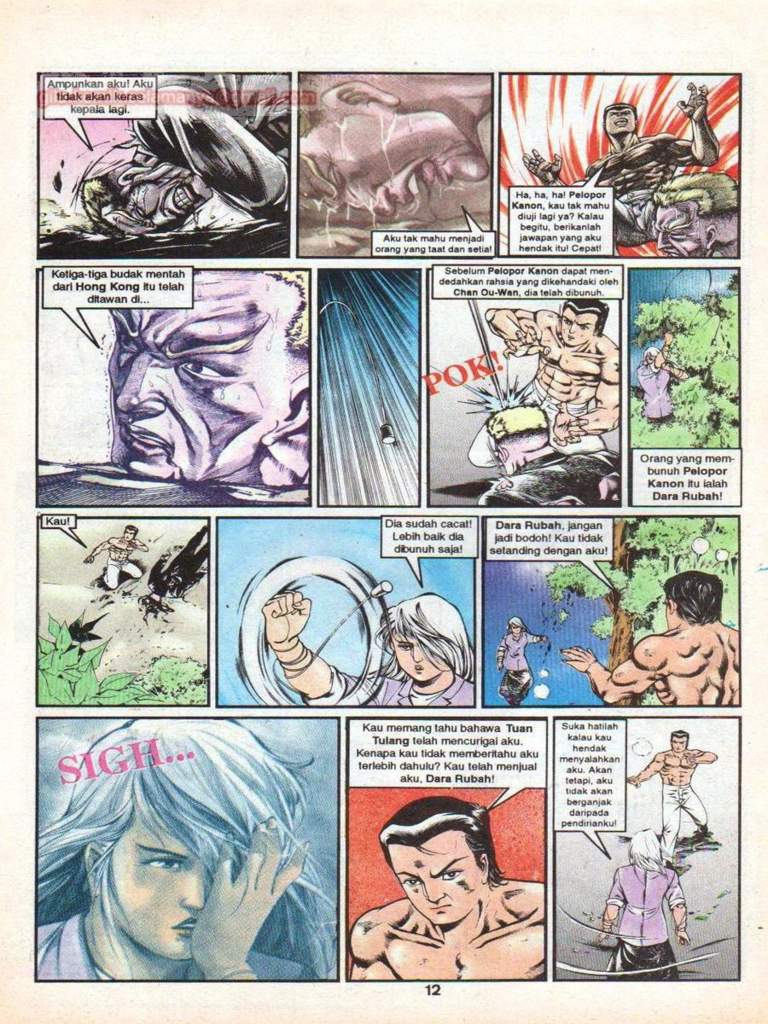 Ampunkan aku! Aku
tidak akan keras
kepala lagi.
Aku tak mahu menjadi
orang yang taat dan setia!
Ha, ha, ha! Pelopor
Kanon, kau tak mahu
diuji lagi ya? Kalau
begitu, berikanlah
jawapan yang aku
hendak itu! Cepat!
Ketiga-tiga budak mentah
dari Hong Kong itu telah
ditawan di...
Sebelum Pelopor Kanon dapat men-
dedahkan rahsia yang dikehandaki oleh
Chan Ou-Wan, dia telah dibunuh.
POK!
Orang yang mem-
bunuh Pelopor
Kanon itu ialah
Dara Rubah!
Kau!
Dia sudah cacat!
Lebih baik dia
dibunuh saja!
Dara Rubah, jangan
jadi bodoh! Kau tidak
setanding dengan aku!
SIGH...
Kau memang tahu bahawa Tuan
Tulang telah mencurigai aku.
Kenapa kau tidak memberitahu aku
terlebih dahulu? Kau telah menjual
aku, Dara Rubah!
Suka hatilah
kalau kau
hendak
menyalahkan
aku. Akan
tetapi, aku
tidak akan
berganjak
daripada
pendirianku!
12